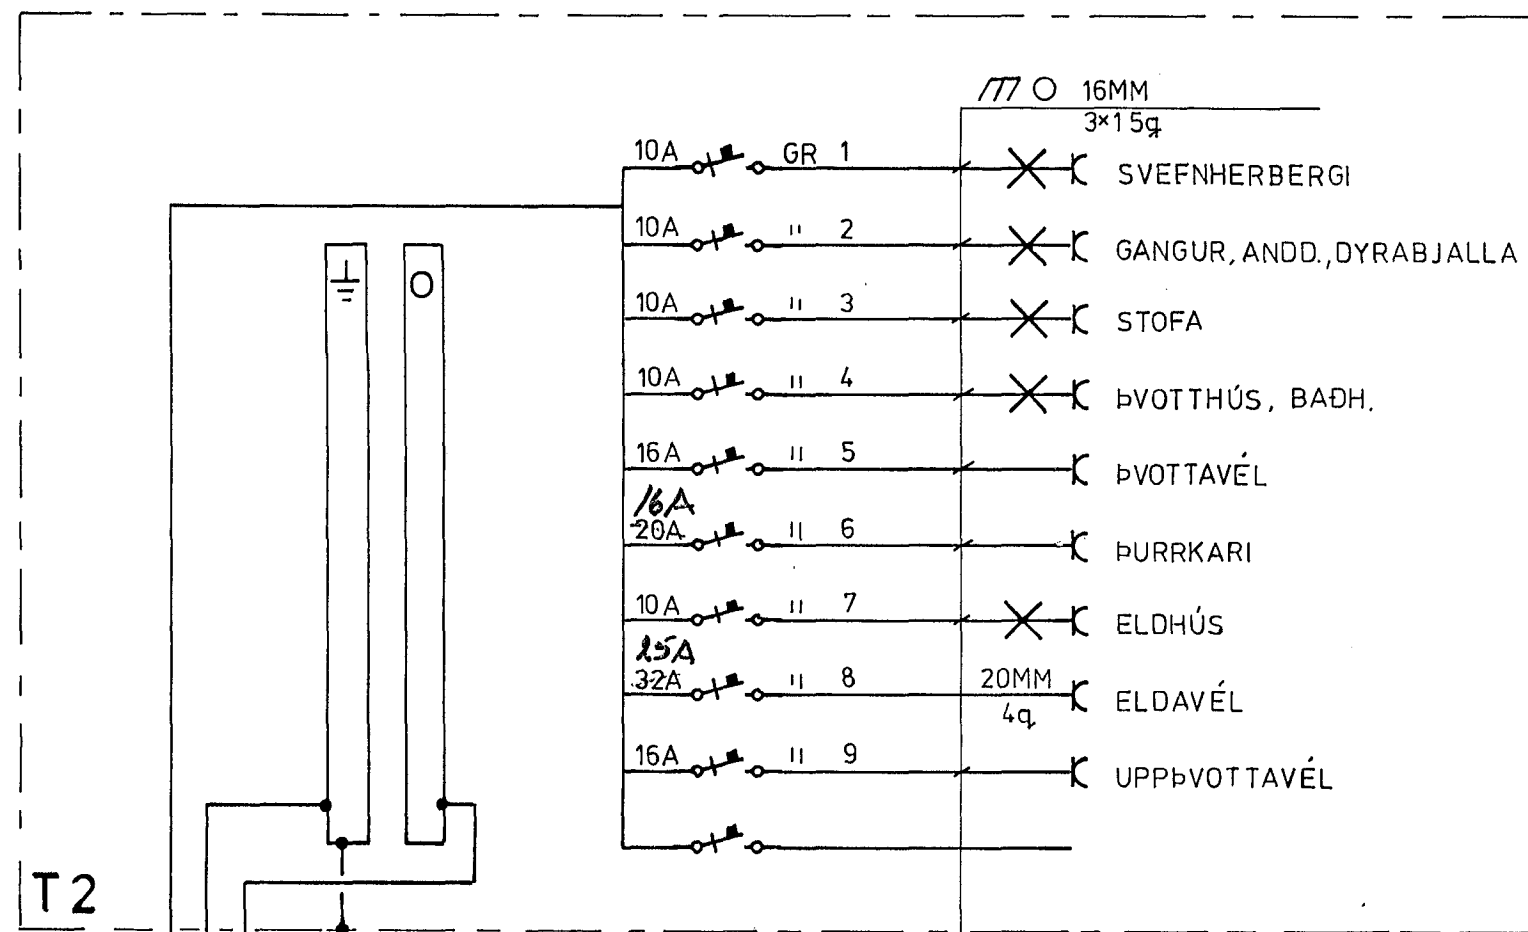 16MM
3×1 5q
10A GR 1 SVEFNHERBERGI
10A " 2 GANGUR, ANDD., DYRABJALLA
10A " 3 STOFA
10A " 4 ÞVOTTHÚS, BAÐH.
16A " 5 ÞVOTTAVÉL
16A
20A " 6 ÞURRKARI
10A " 7 ELDHÚS
25A
32A " 8 20MM ELDAVÉL
4q
16A " 9 UPPÞVOTTAVÉL
O
T2